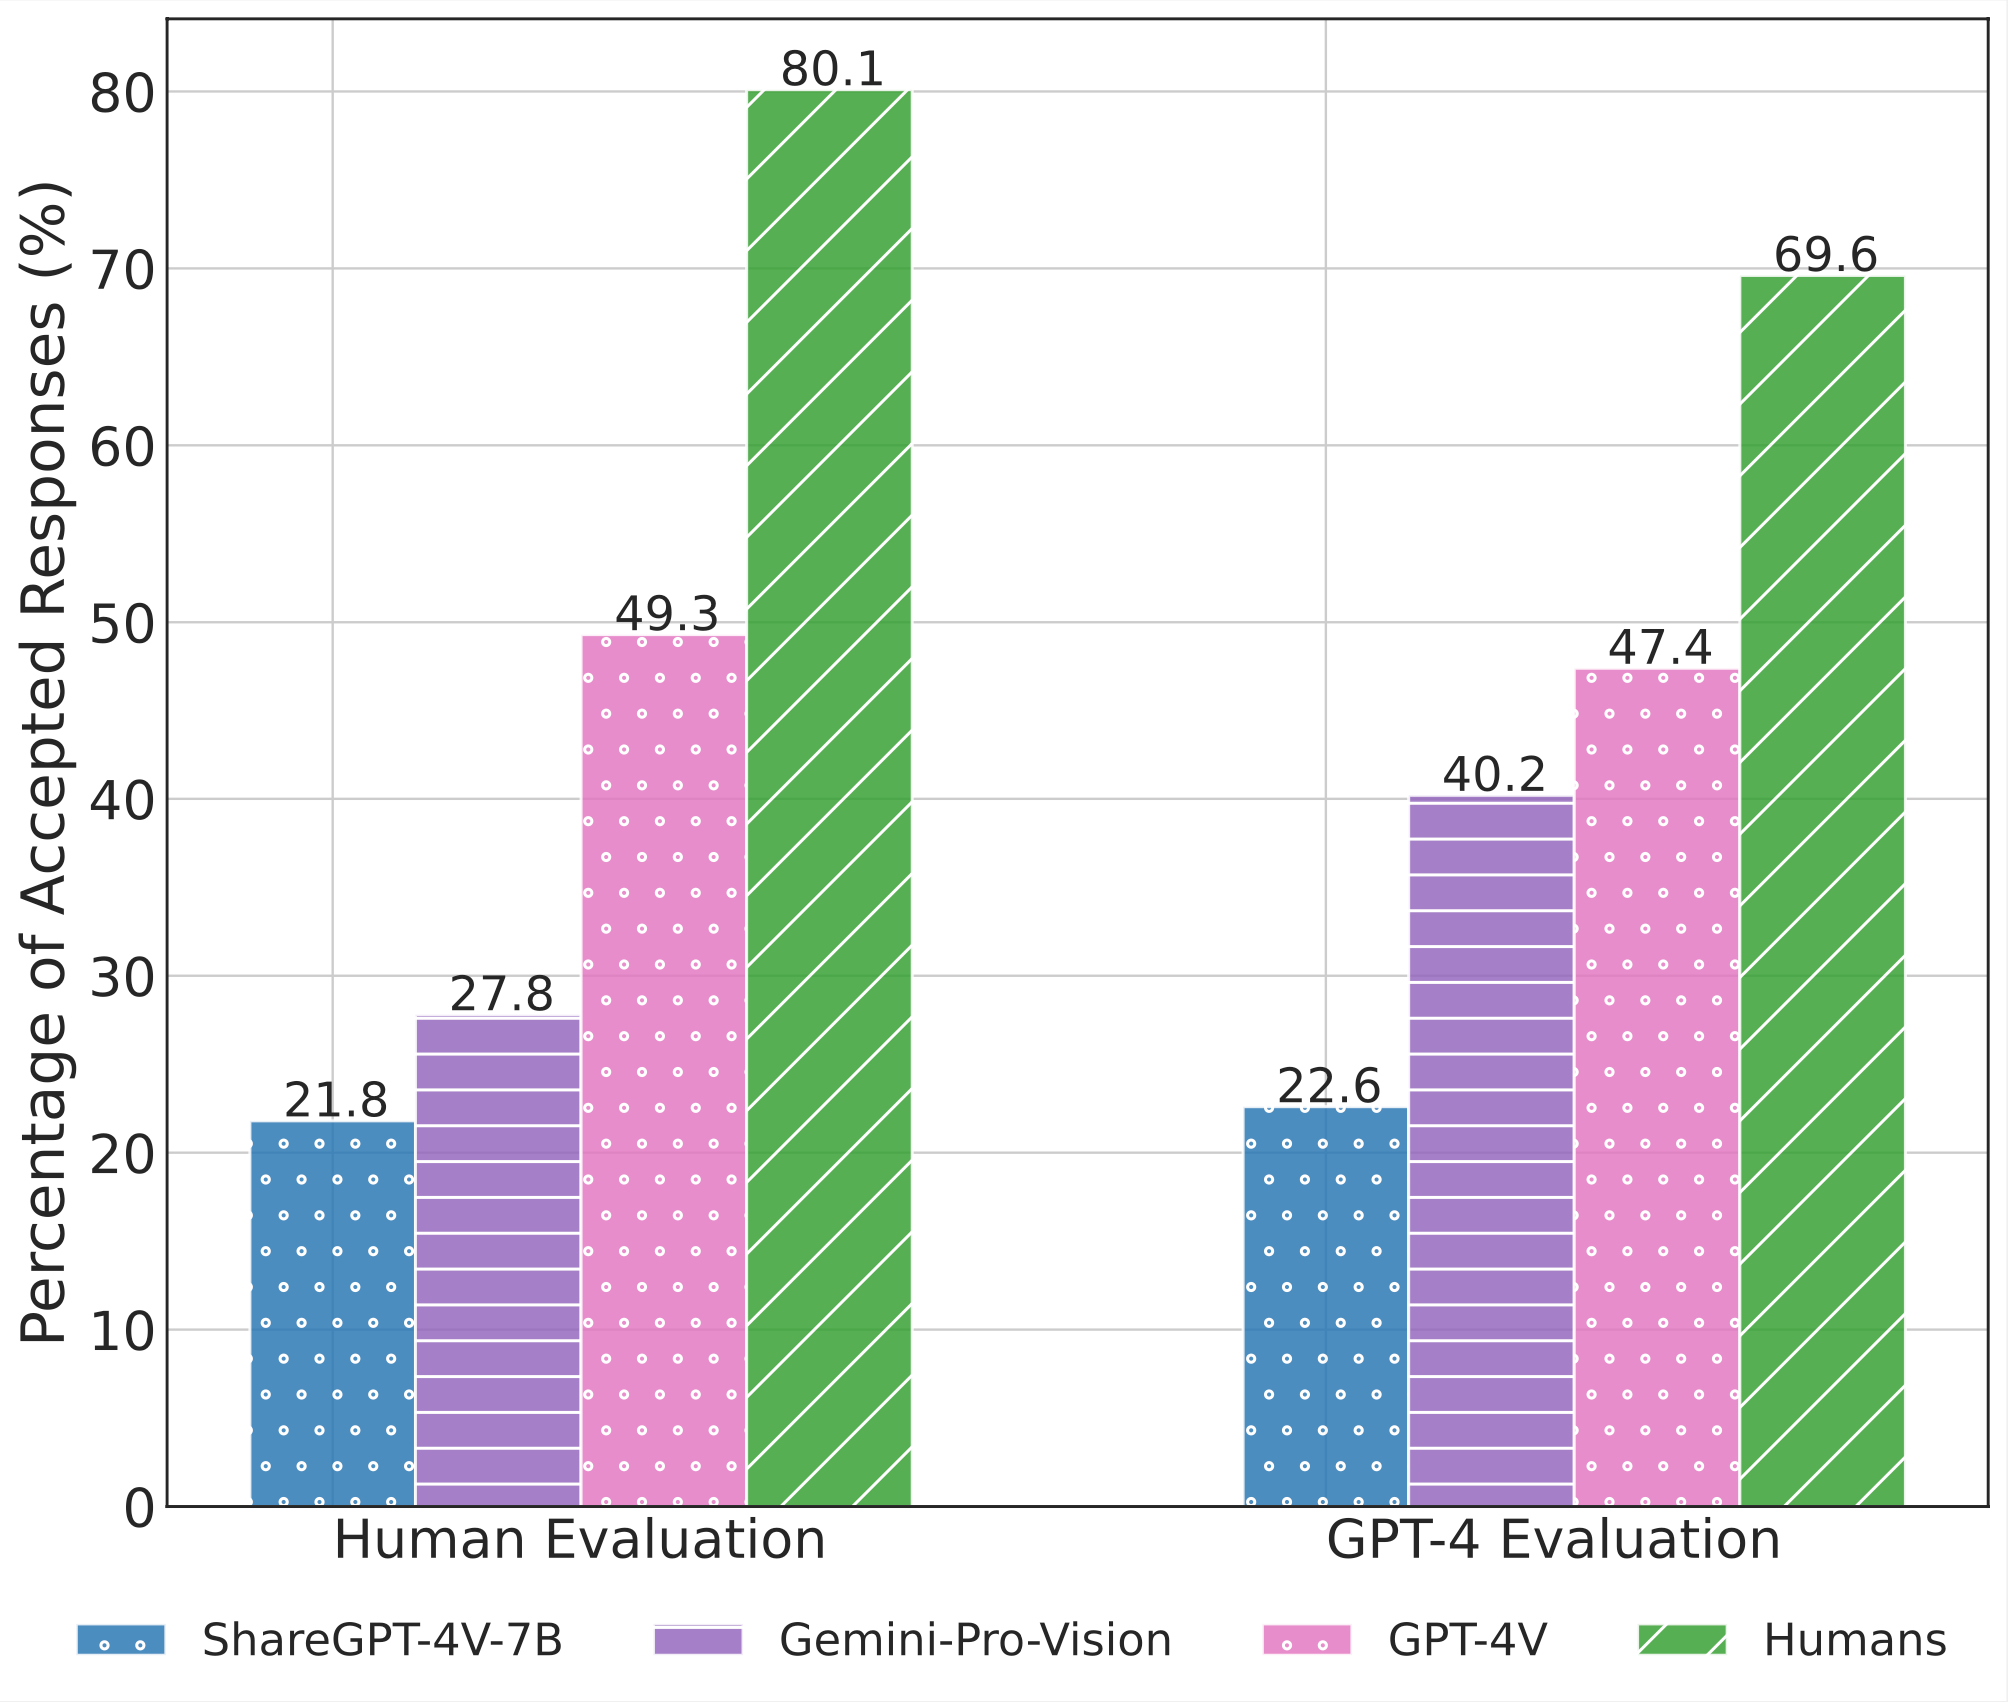 Percentage of Accepted Responses (%)
80
70
60
50
40
30
20
10
0
21.8
27.8
49.3
80.1
22.6
40.2
47.4
69.6
Human Evaluation
GPT-4 Evaluation
ShareGPT-4V-7B
Gemini-Pro-Vision
GPT-4V
Humans